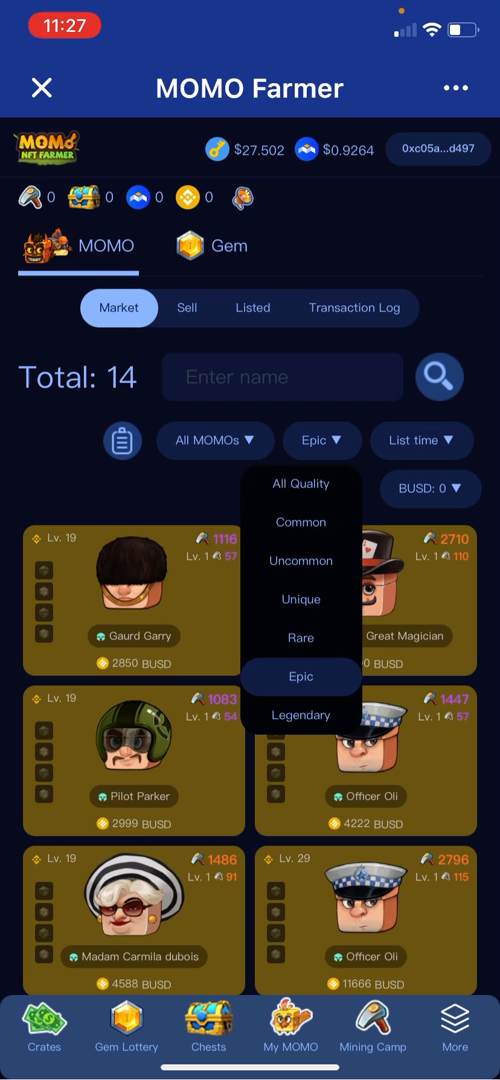 11:27
MOMO Farmer
MOMO
NFT FARMER
$27.502
$0.9264
0xc05a...d497
0
0
0
0
MOMO
Gem
Market
Sell
Listed
Transaction Log
Total: 14
Enter name
All MOMOs ▼
Epic ▼
List time ▼
BUSD: 0 ▼
All Quality
Common
Uncommon
Unique
Rare
Epic
Legendary
Lv. 19
1116
Lv. 1 57
Gaurd Garry
2850 BUSD
2710
Lv. 1 110
Great Magician
0 BUSD
Lv. 19
1083
Lv. 1 54
Pilot Parker
2999 BUSD
1447
Lv. 1 57
Officer Oli
4222 BUSD
Lv. 19
1486
Lv. 1 91
Madam Carmila dubois
4588 BUSD
Lv. 29
2796
Lv. 1 115
Officer Oli
11666 BUSD
Crates
Gem Lottery
Chests
My MOMO
Mining Camp
More